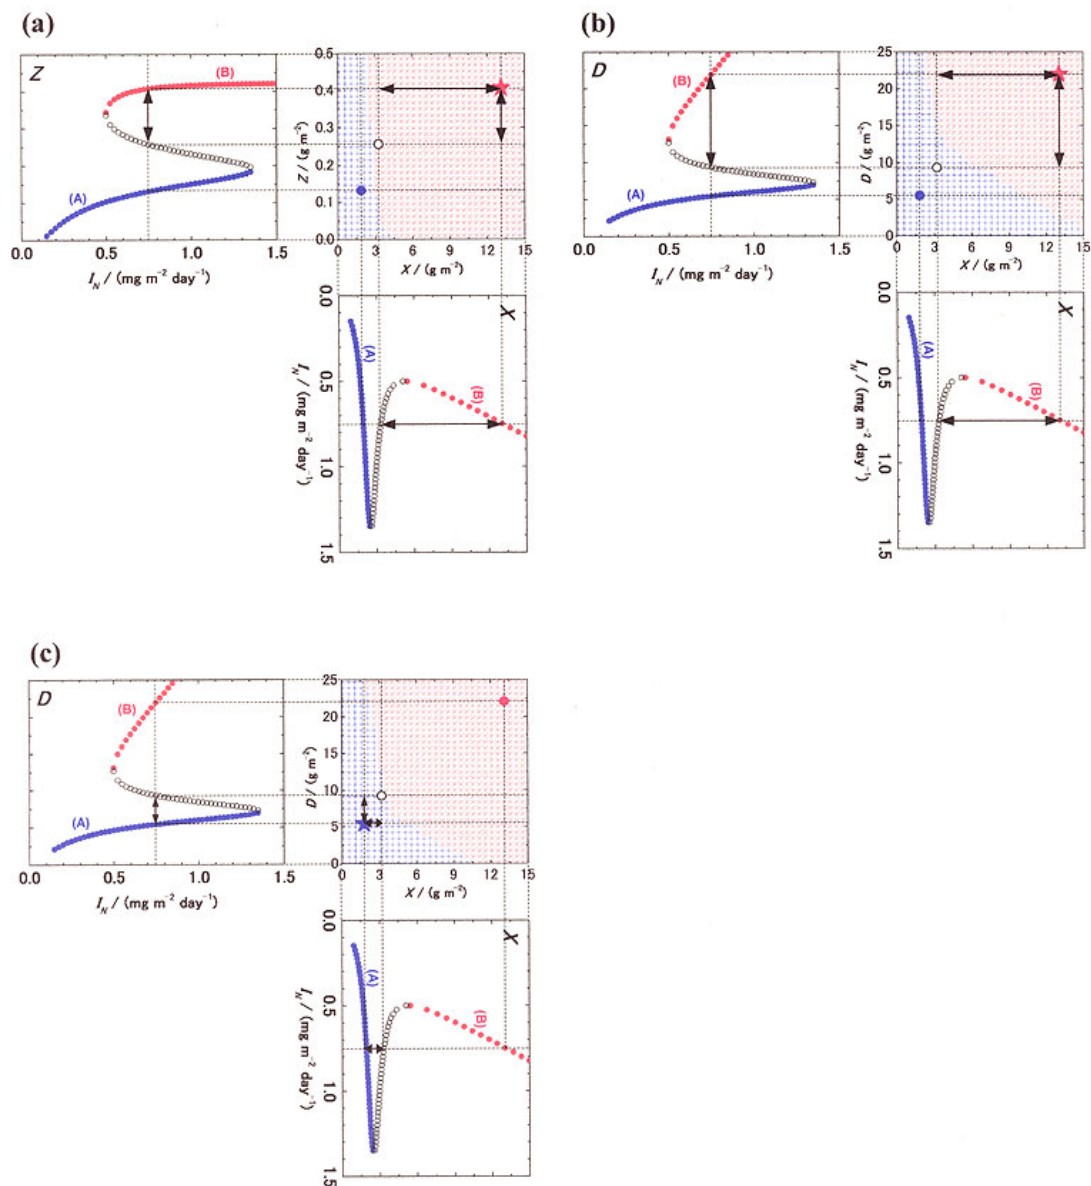 (a)
Z
(B)
(A)
0.0 0.5 1.0 1.5
I_N / (mg m⁻² day⁻¹)
0.5
0.4
0.3
0.2
0.1
0.0
Z / (g m⁻²)
0 3 6 9 12 15
X / (g m⁻²)
0.0
0.5
1.0
1.5
I_N / (mg m⁻² day⁻¹)
X
(A)
(B)
(b)
D
(B)
(A)
0.0 0.5 1.0 1.5
I_N / (mg m⁻² day⁻¹)
25
20
15
10
5
0
D / (g m⁻²)
0 3 6 9 12 15
X / (g m⁻²)
0.0
0.5
1.0
1.5
I_N / (mg m⁻² day⁻¹)
X
(A)
(B)
(c)
D
(B)
(A)
0.0 0.5 1.0 1.5
I_N / (mg m⁻² day⁻¹)
25
20
15
10
5
0
D / (g m⁻²)
0 3 6 9 12 15
X / (g m⁻²)
0.0
0.5
1.0
1.5
I_N / (mg m⁻² day⁻¹)
X
(A)
(B)